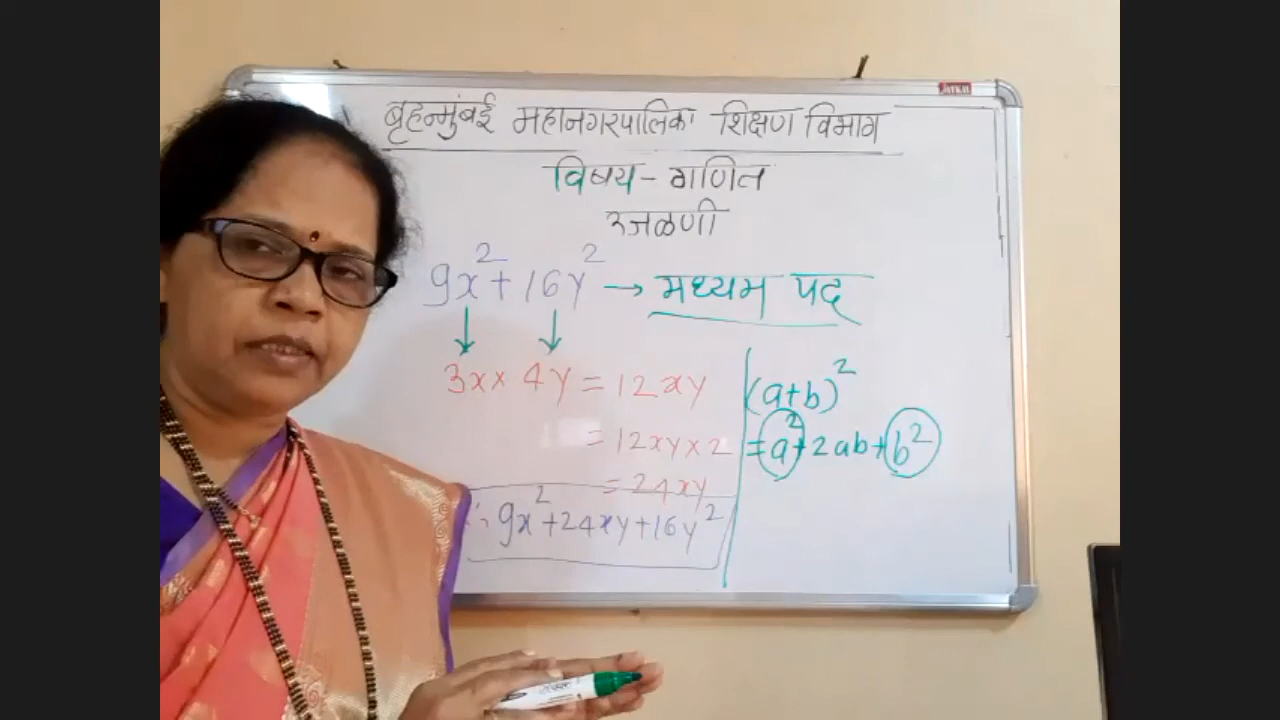 बृहन्मुंबई महानगरपालिका शिक्षण विभाग
विषय - गणित
उजळणी
9x² + 16y² → मध्यम पद
↓ ↓
3x × 4y = 12xy
= 12xy × 2
= 24xy
∴ 9x² + 24xy + 16y²
(a+b)²
= a² + 2ab + b²